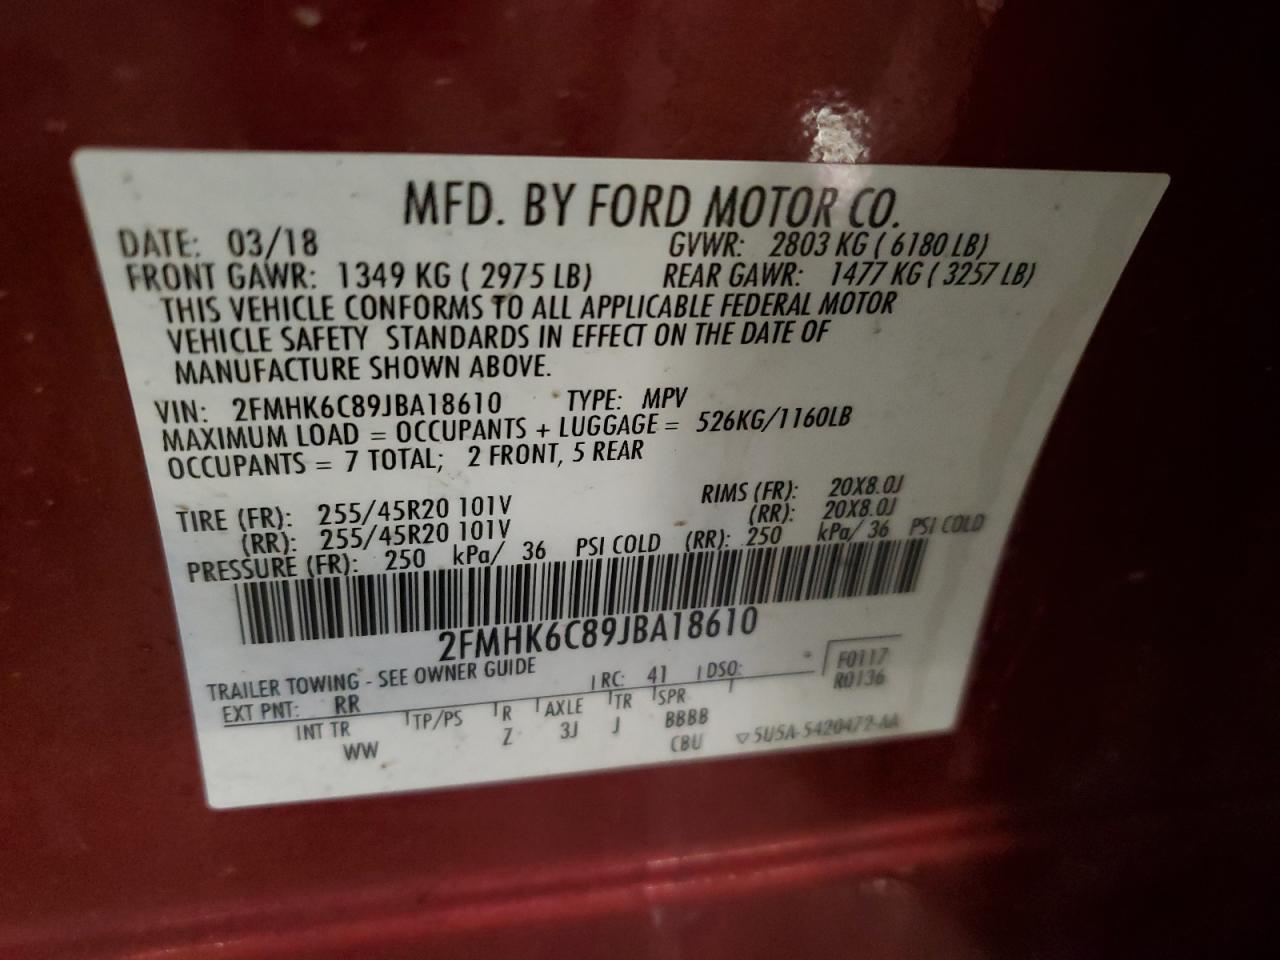 MFD. BY FORD MOTOR CO.
DATE: 03/18 GVWR: 2803 KG ( 6180 LB)
FRONT GAWR: 1349 KG ( 2975 LB) REAR GAWR: 1477 KG ( 3257 LB)
THIS VEHICLE CONFORMS TO ALL APPLICABLE FEDERAL MOTOR
VEHICLE SAFETY STANDARDS IN EFFECT ON THE DATE OF
MANUFACTURE SHOWN ABOVE.
VIN: 2FMHK6C89JBA18610 TYPE: MPV
MAXIMUM LOAD = OCCUPANTS + LUGGAGE = 526KG/1160LB
OCCUPANTS = 7 TOTAL; 2 FRONT, 5 REAR
TIRE (FR): 255/45R20 101V RIMS (FR): 20X8.0J
(RR): 255/45R20 101V (RR): 20X8.0J
PRESSURE (FR): 250 kPa/ 36 PSI COLD (RR): 250 kPa/ 36 PSI COLD
2FMHK6C89JBA18610
TRAILER TOWING - SEE OWNER GUIDE
EXT PNT: RR RC: 41 DSO: F0117
R0136
INT TR TP/PS R AXLE TR SPR
WW Z 3J J BBBB
CBU ▽5U5A-5420472-AA